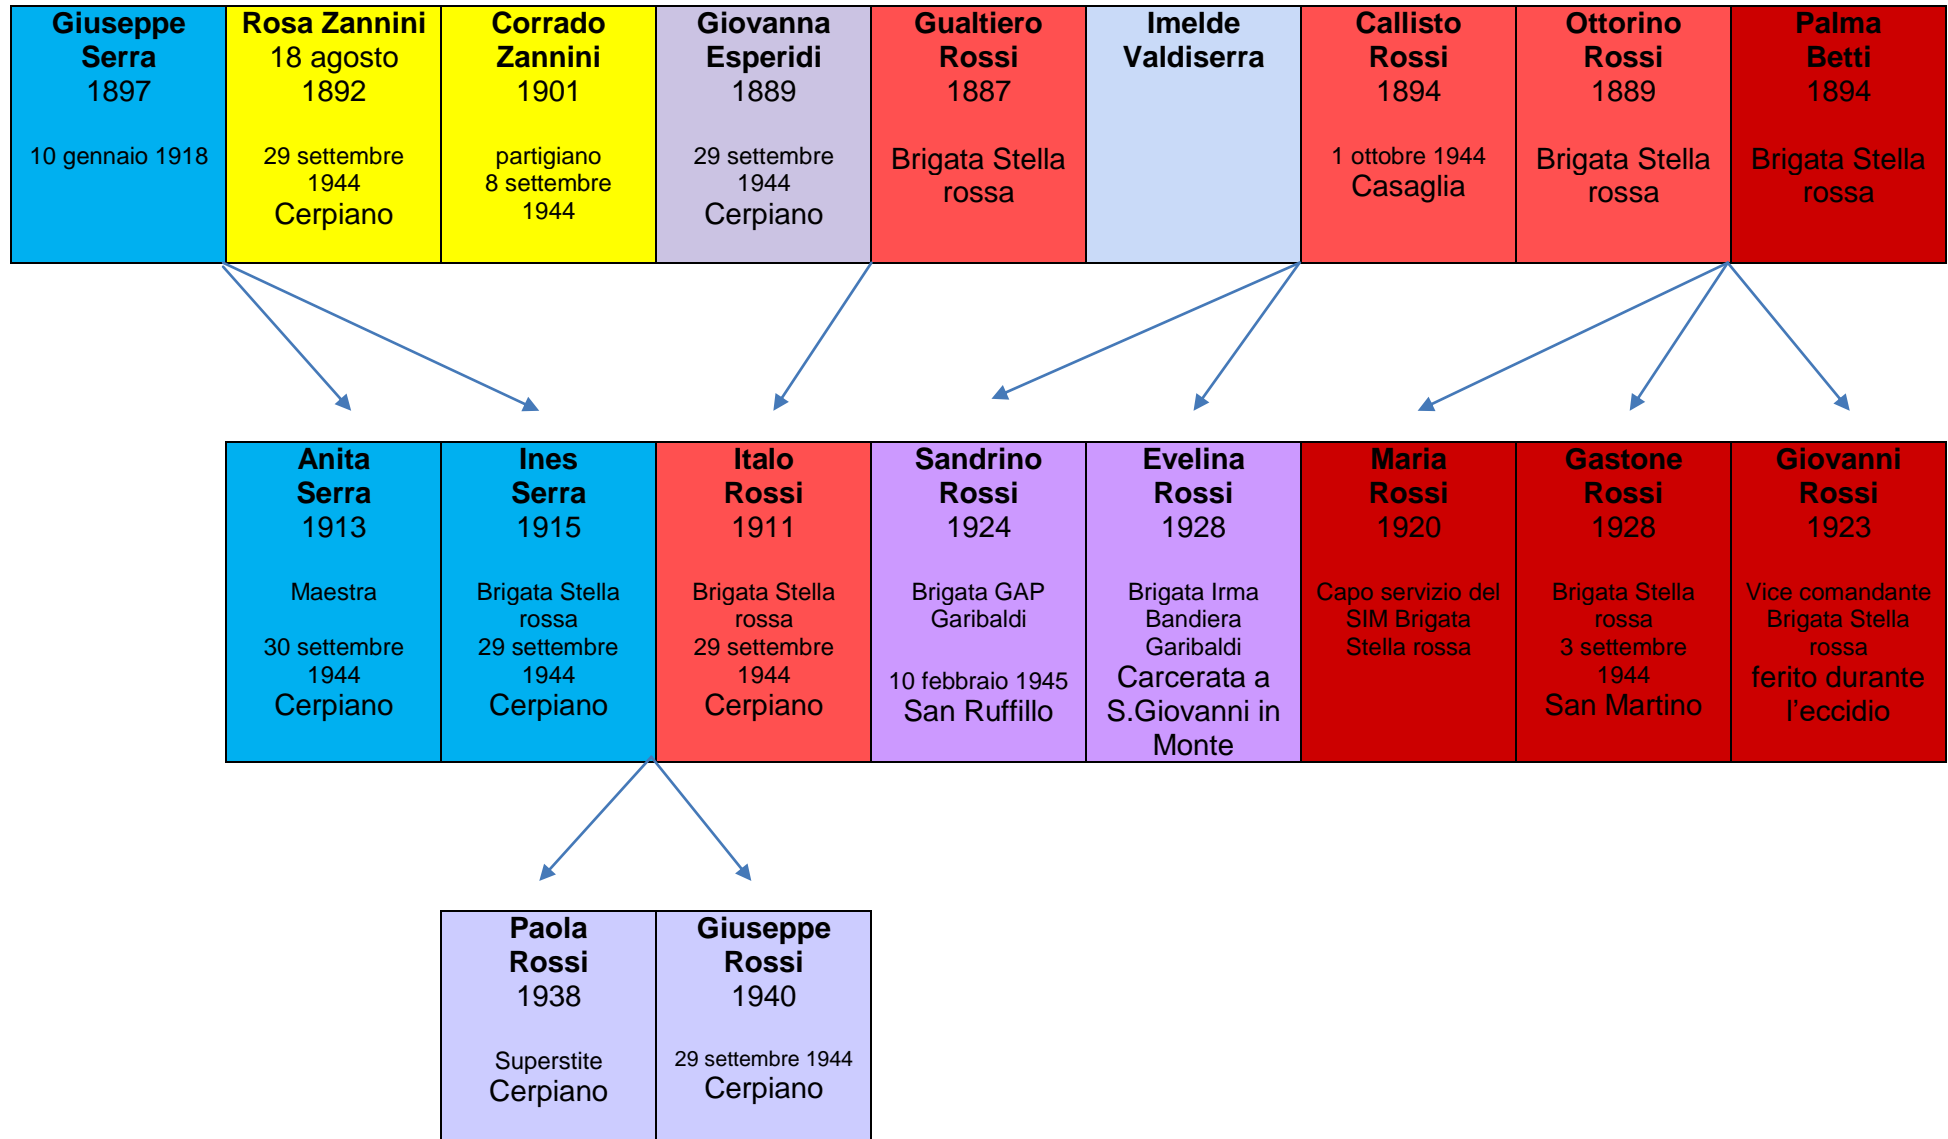 Giuseppe
Serra
1897
10 gennaio 1918
Rosa Zannini
18 agosto
1892
29 settembre
1944
Cerpiano
Corrado
Zannini
1901
partigiano
8 settembre
1944
Giovanna
Esperidi
1889
29 settembre
1944
Cerpiano
Gualtiero
Rossi
1887
Brigata Stella
rossa
Imelde
Valdiserra
Callisto
Rossi
1894
1 ottobre 1944
Casaglia
Ottorino
Rossi
1889
Brigata Stella
rossa
Palma
Betti
1894
Brigata Stella
rossa
Anita
Serra
1913
Maestra
30 settembre
1944
Cerpiano
Ines
Serra
1915
Brigata Stella
rossa
29 settembre
1944
Cerpiano
Italo
Rossi
1911
Brigata Stella
rossa
29 settembre
1944
Cerpiano
Sandrino
Rossi
1924
Brigata GAP
Garibaldi
10 febbraio 1945
San Ruffillo
Evelina
Rossi
1928
Brigata Irma
Bandiera
Garibaldi
Carcerata a
S.Giovanni in
Monte
Maria
Rossi
1920
Capo servizio del
SIM Brigata
Stella rossa
Gastone
Rossi
1928
Brigata Stella
rossa
3 settembre
1944
San Martino
Giovanni
Rossi
1923
Vice comandante
Brigata Stella
rossa
ferito durante
l'eccidio
Paola
Rossi
1938
Superstite
Cerpiano
Giuseppe
Rossi
1940
29 settembre 1944
Cerpiano